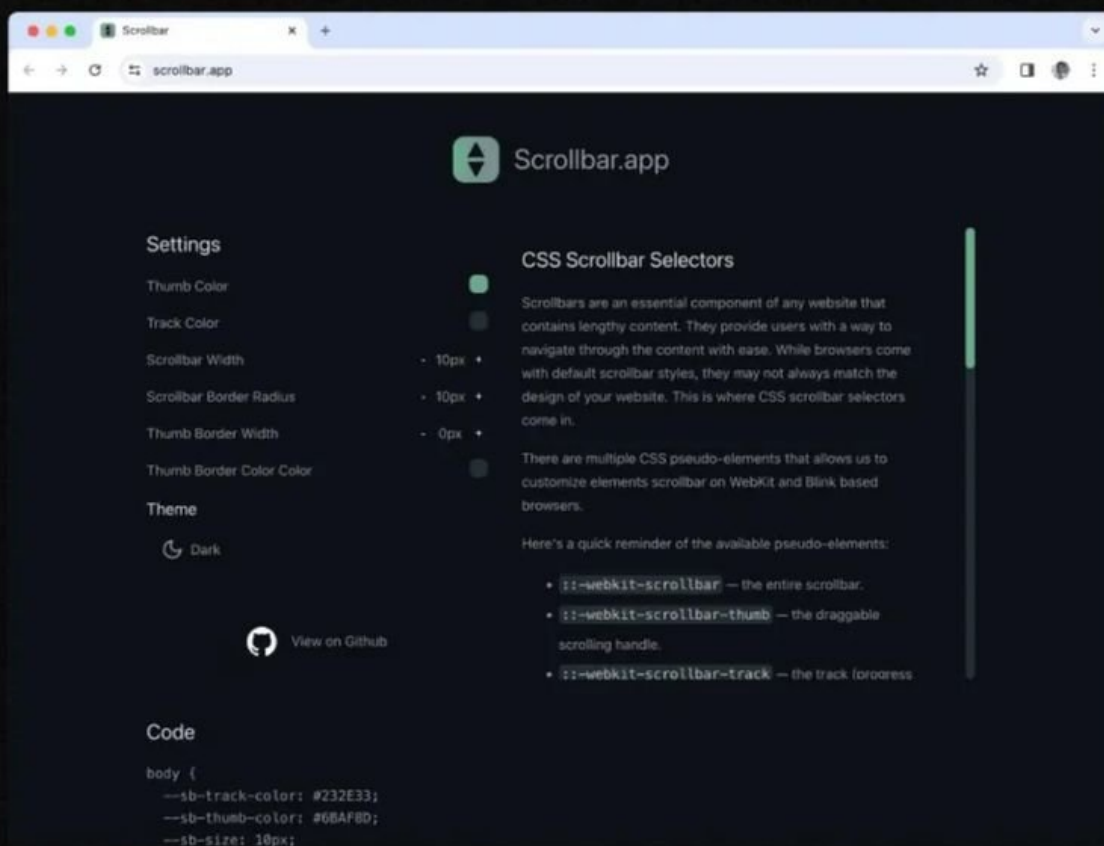 Scrollbar
scrollbar.app
Scrollbar.app
Settings
Thumb Color
Track Color
Scrollbar Width - 10px +
Scrollbar Border Radius - 10px +
Thumb Border Width - 0px +
Thumb Border Color Color
Theme
Dark
View on Github
CSS Scrollbar Selectors
Scrollbars are an essential component of any website that
contains lengthy content. They provide users with a way to
navigate through the content with ease. While browsers come
with default scrollbar styles, they may not always match the
design of your website. This is where CSS scrollbar selectors
come in.
There are multiple CSS pseudo-elements that allows us to
customize elements scrollbar on WebKit and Blink based
browsers.
Here's a quick reminder of the available pseudo-elements:
• ::-webkit-scrollbar — the entire scrollbar.
• ::-webkit-scrollbar-thumb — the draggable
scrolling handle.
• ::-webkit-scrollbar-track — the track (progress
Code
body {
--sb-track-color: #232E33;
--sb-thumb-color: #6BAF8D;
--sb-size: 10px;